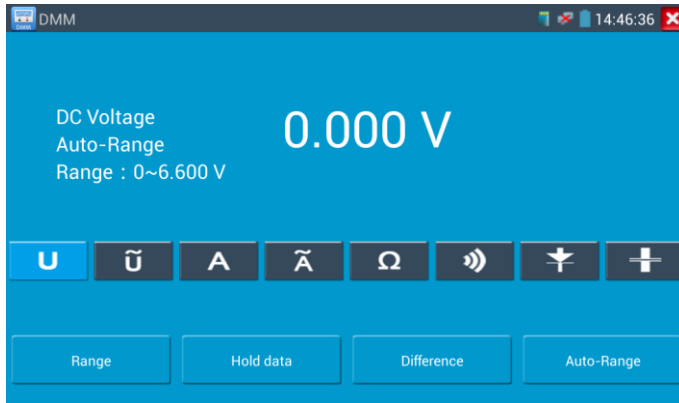 DMM
14:46:36
DC Voltage
Auto-Range
Range : 0~6.600 V
0.000 V
U Ũ A Ã Ω
Range
Hold data
Difference
Auto-Range